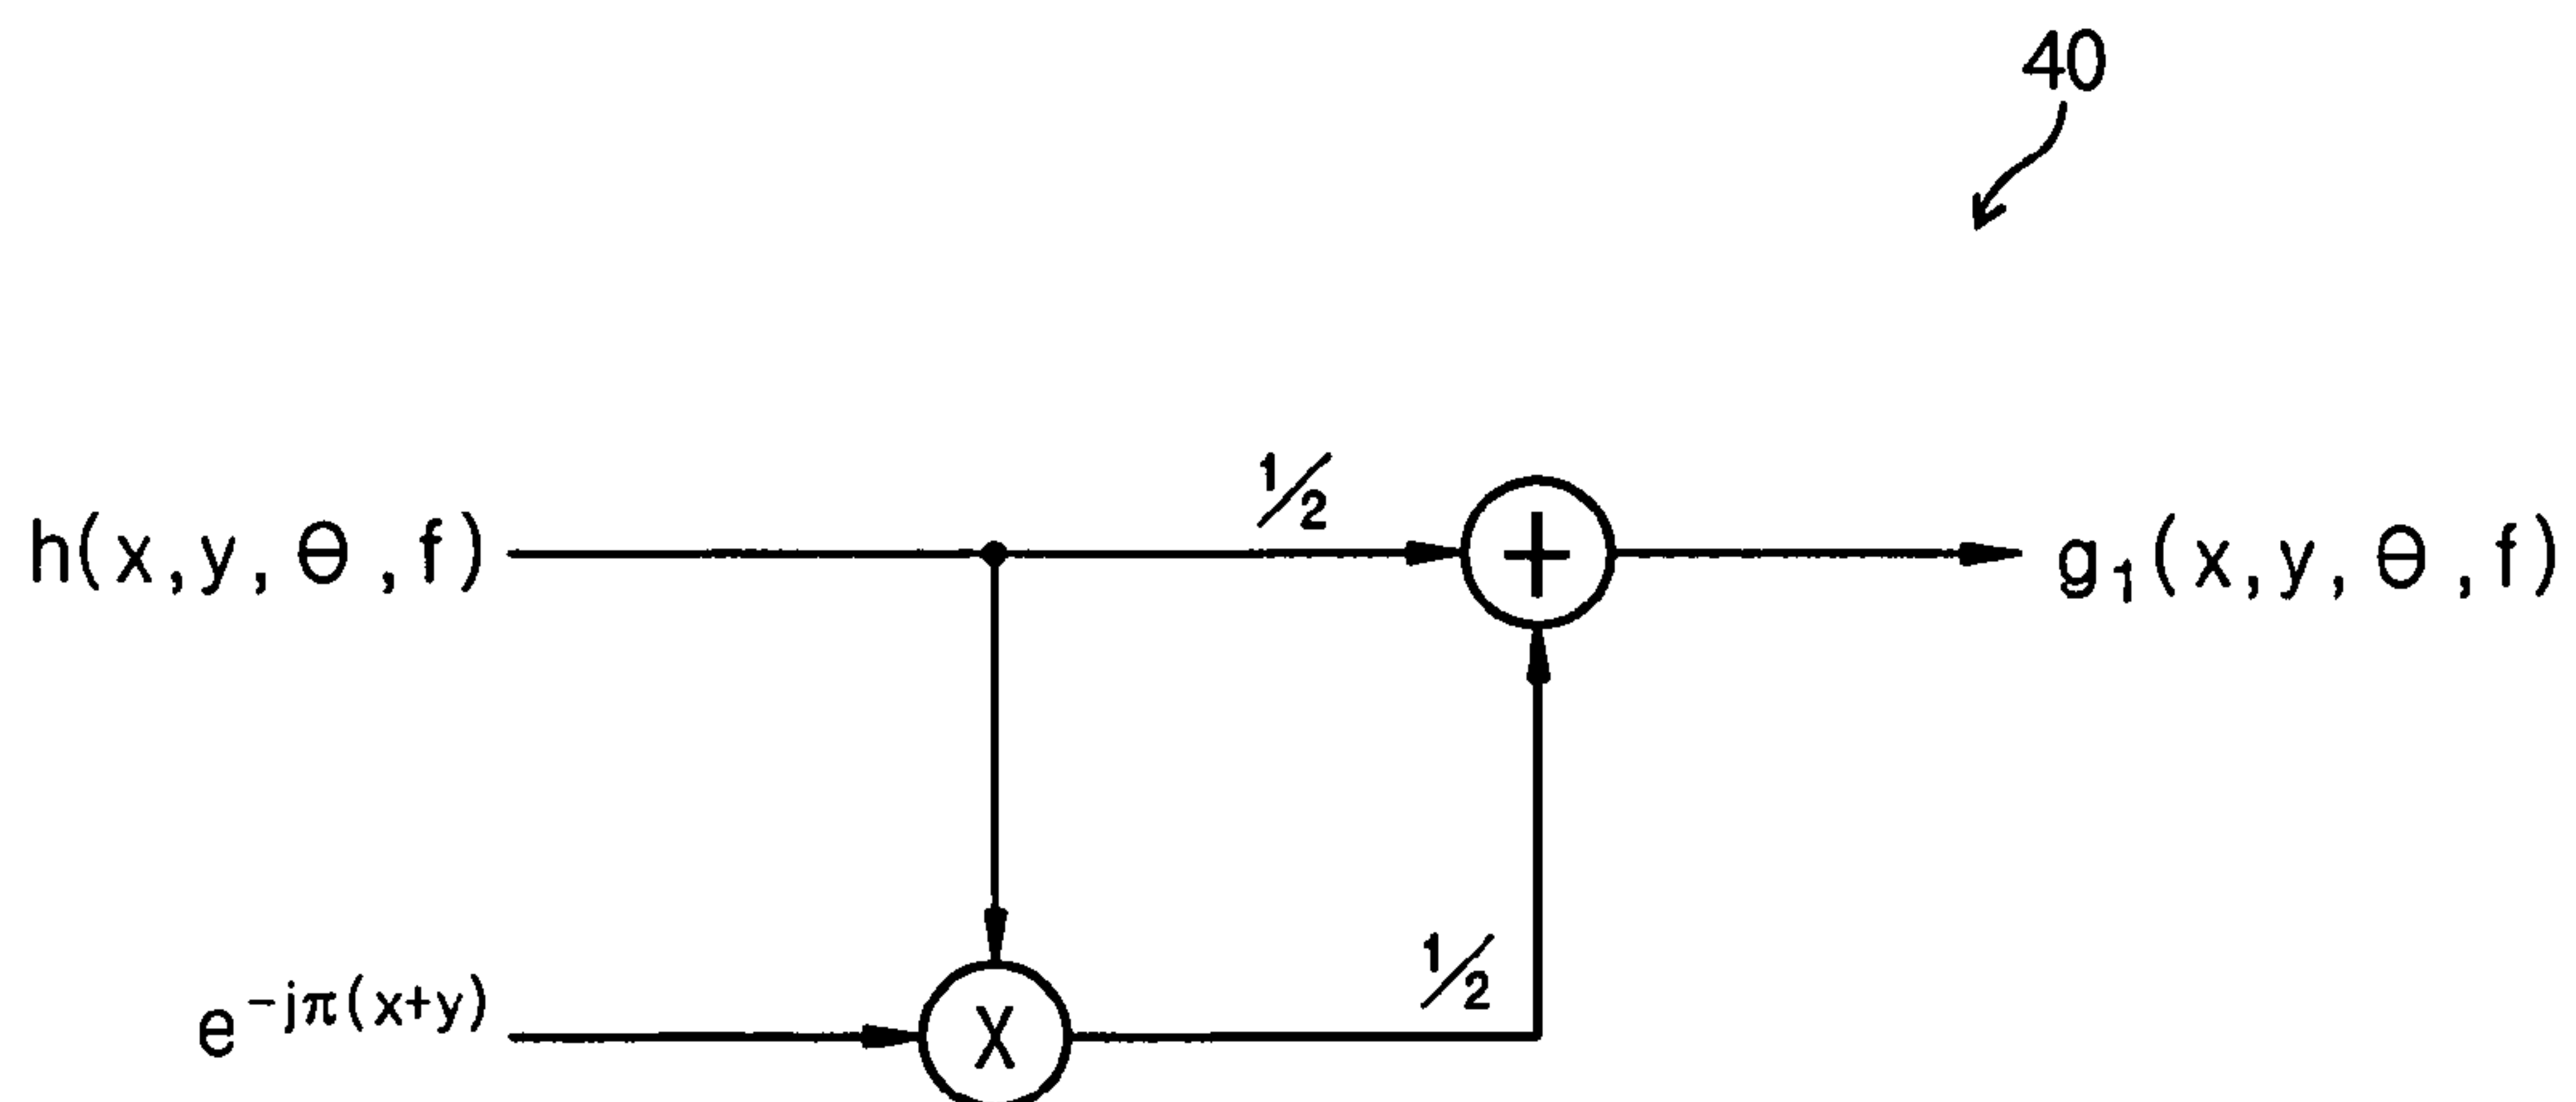 40
½
h(x,y,θ,f)
+
g₁(x,y,θ,f)
½
e^-jπ(x+y)
X